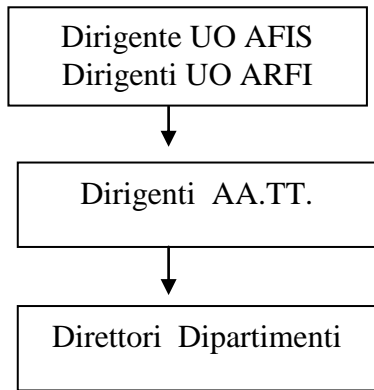 Dirigente UO AFIS
Dirigenti UO ARFI
Dirigenti AA.TT.
Direttori Dipartimenti